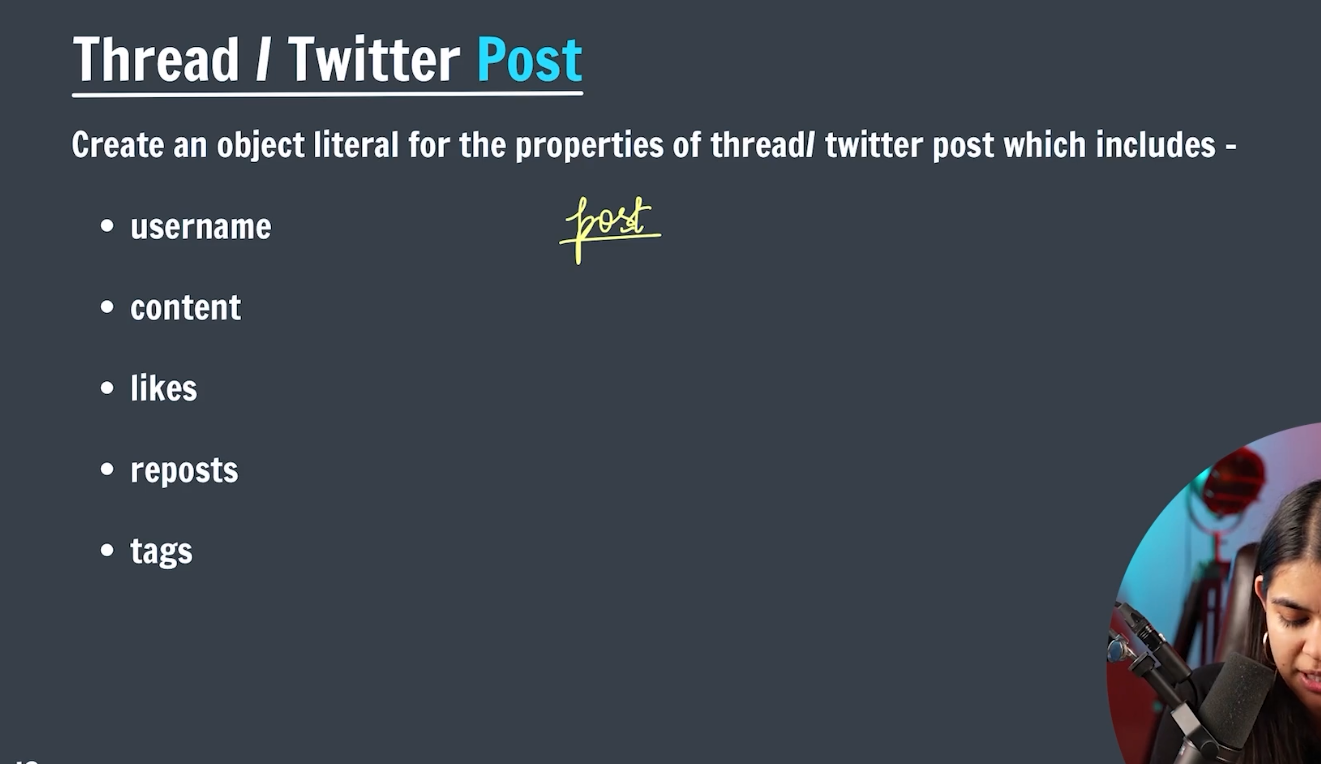 Thread / Twitter Post
Create an object literal for the properties of thread/ twitter post which includes -
• username
post
• content
• likes
• reposts
• tags